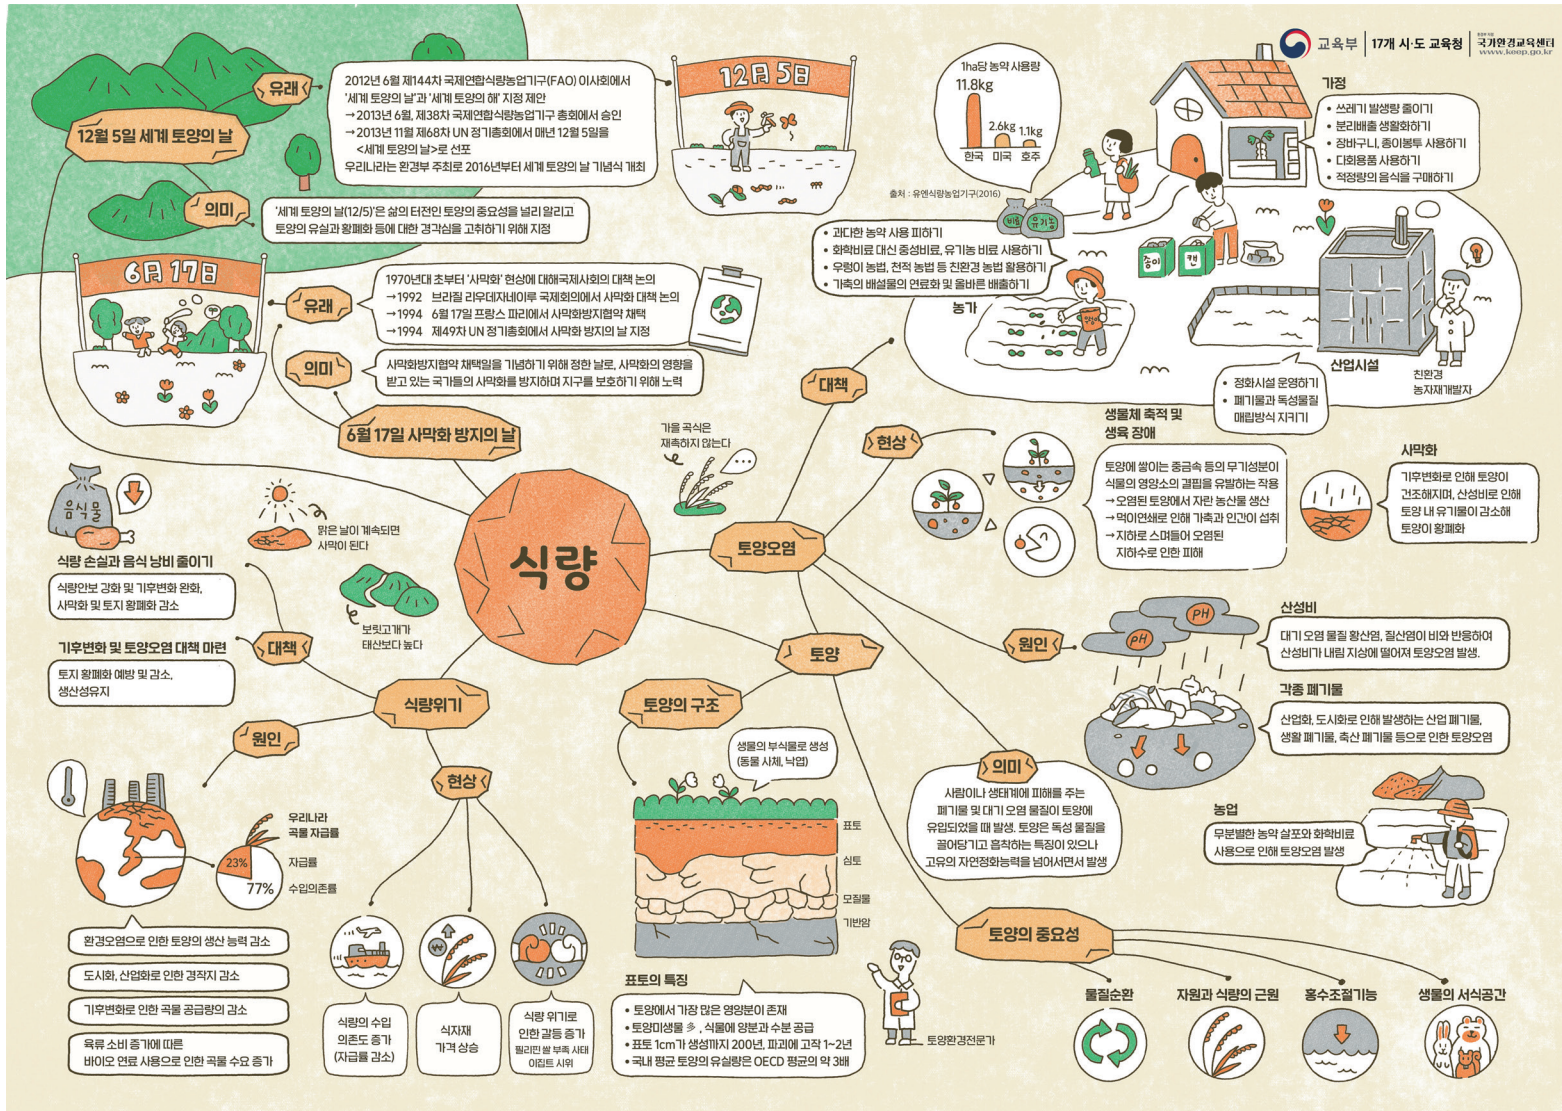 교육부
17개 시·도 교육청
국가환경교육센터
www.keep.go.kr
12월 5일 세계 토양의 날
유래
2012년 6월 제144차 국제연합식량농업기구(FAO) 이사회에서
'세계 토양의 날'과 '세계 토양의 해' 지정 제안
→2013년 6월, 제38차 국제연합식량농업기구 총회에서 승인
→2013년 11월 제68차 UN 정기총회에서 매년 12월 5일을
<세계 토양의 날>로 선포
우리나라는 환경부 주최로 2016년부터 세계 토양의 날 기념식 개최
12月 5日
의미
'세계 토양의 날(12/5)'은 삶의 터전인 토양의 중요성을 널리 알리고
토양의 유실과 황폐화 등에 대한 경각심을 고취하기 위해 지정
6月 17日
유래
1970년대 초부터 '사막화' 현상에 대해국제사회의 대책 논의
→1992 브라질 리우데자네이루 국제회의에서 사막화 대책 논의
→1994 6월 17일 프랑스 파리에서 사막화방지협약 채택
→1994 제49차 UN 정기총회에서 사막화 방지의 날 지정
의미
사막화방지협약 채택일을 기념하기 위해 정한 날로, 사막화의 영향을
받고 있는 국가들의 사막화를 방지하며 지구를 보호하기 위해 노력
6월 17일 사막화 방지의 날
식량
가을 곡식은
재촉하지 않는다
맑은 날이 계속되면
사막이 된다
보릿고개가
태산보다 높다
음식물
식량 손실과 음식 낭비 줄이기
식량안보 강화 및 기후변화 완화,
사막화 및 토지 황폐화 감소
기후변화 및 토양오염 대책 마련
토지 황폐화 예방 및 감소,
생산성유지
대책
식량위기
원인
우리나라
곡물 자급률
23%
자급률
77%
수입의존률
환경오염으로 인한 토양의 생산 능력 감소
도시화, 산업화로 인한 경작지 감소
기후변화로 인한 곡물 공급량의 감소
육류 소비 증가에 따른
바이오 연료 사용으로 인한 곡물 수요 증가
현상
식량의 수입
의존도 증가
(자급률 감소)
₩
식자재
가격 상승
식량 위기로
인한 갈등 증가
필리핀 쌀 부족 사태
이집트 시위
토양
토양의 구조
생물의 부식물로 생성
(동물 사체, 낙엽)
표토
심토
모질물
기반암
표토의 특징
• 토양에서 가장 많은 영양분이 존재
• 토양미생물 多, 식물에 양분과 수분 공급
• 표토 1cm가 생성까지 200년, 파괴에 고작 1~2년
• 국내 평균 토양의 유실량은 OECD 평균의 약 3배
토양환경전문가
토양오염
대책
1ha당 농약 사용량
11.8kg
2.6kg
1.1kg
한국
미국
호주
출처 : 유엔식량농업기구(2016)
비료
유기농
• 과다한 농약 사용 피하기
• 화학비료 대신 중성비료, 유기농 비료 사용하기
• 우렁이 농법, 천적 농법 등 친환경 농법 활용하기
• 가축의 배설물의 연료화 및 올바른 배출하기
농가
가정
• 쓰레기 발생량 줄이기
• 분리배출 생활화하기
• 장바구니, 종이봉투 사용하기
• 다회용품 사용하기
• 적정량의 음식을 구매하기
종이
캔
산업시설
• 정화시설 운영하기
• 폐기물과 독성물질
매립방식 지키기
친환경
농자재개발자
현상
생물체 축적 및
생육 장애
토양에 쌓이는 중금속 등의 무기성분이
식물의 영양소의 결핍을 유발하는 작용
→오염된 토양에서 자란 농산물 생산
→먹이연쇄로 인해 가축과 인간이 섭취
→지하로 스며들어 오염된
지하수로 인한 피해
사막화
기후변화로 인해 토양이
건조해지며, 산성비로 인해
토양 내 유기물이 감소해
토양이 황폐화
원인
pH
pH
산성비
대기 오염 물질 황산염, 질산염이 비와 반응하여
산성비가 내림 지상에 떨어져 토양오염 발생.
각종 폐기물
산업화, 도시화로 인해 발생하는 산업 폐기물,
생활 폐기물, 축산 폐기물 등으로 인한 토양오염
농업
무분별한 농약 살포와 화학비료
사용으로 인해 토양오염 발생
의미
사람이나 생태계에 피해를 주는
폐기물 및 대기 오염 물질이 토양에
유입되었을 때 발생. 토양은 독성 물질을
끌어당기고 흡착하는 특징이 있으나
고유의 자연정화능력을 넘어서면서 발생
토양의 중요성
물질순환
자원과 식량의 근원
홍수조절기능
생물의 서식공간